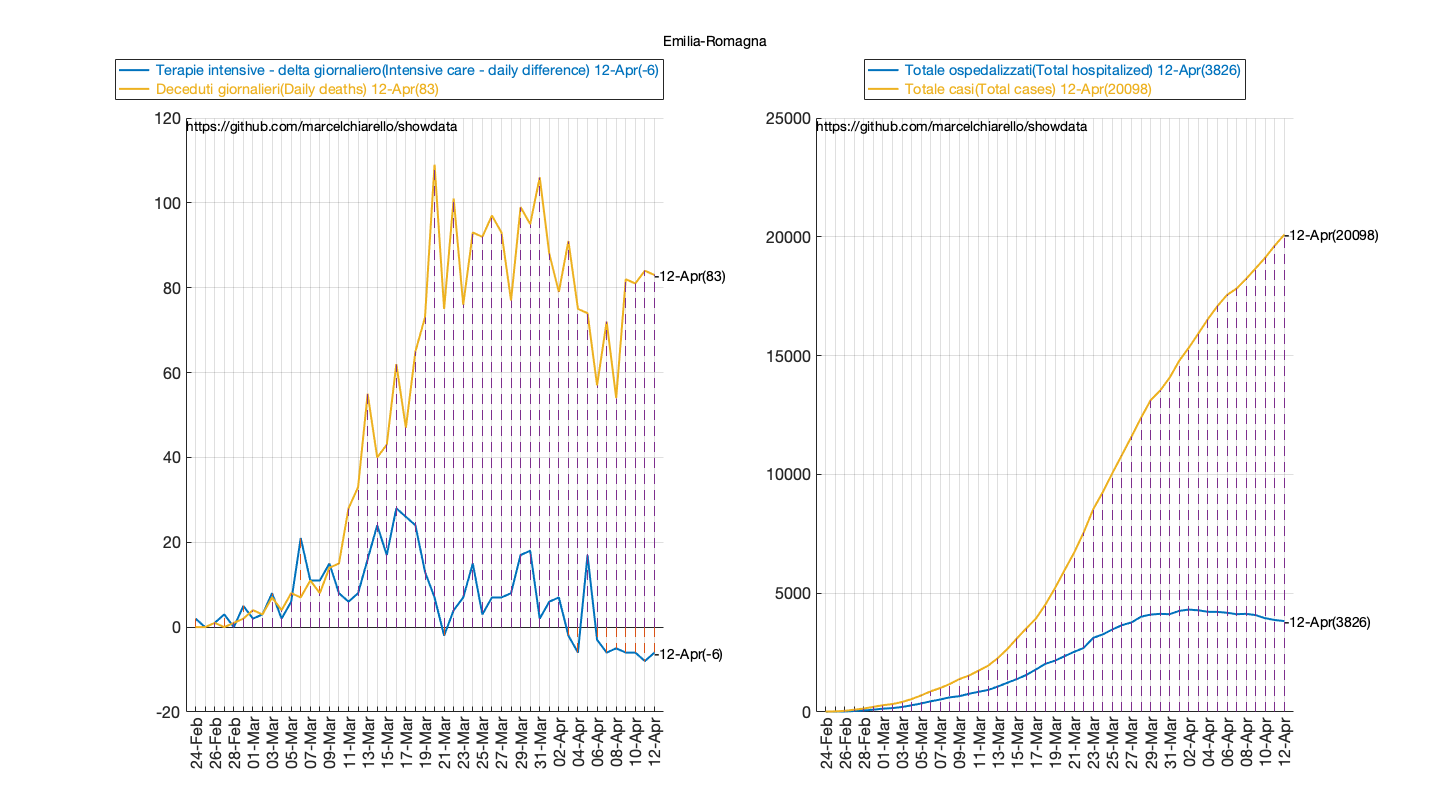 Emilia-Romagna
Terapie intensive - delta giornaliero(Intensive care - daily difference) 12-Apr(-6)
Deceduti giornalieri(Daily deaths) 12-Apr(83)
https://github.com/marcelchiarello/showdata
120
100
80
60
40
20
0
-20
12-Apr(83)
12-Apr(-6)
24-Feb
26-Feb
28-Feb
01-Mar
03-Mar
05-Mar
07-Mar
09-Mar
11-Mar
13-Mar
15-Mar
17-Mar
19-Mar
21-Mar
23-Mar
25-Mar
27-Mar
29-Mar
31-Mar
02-Apr
04-Apr
06-Apr
08-Apr
10-Apr
12-Apr
Totale ospedalizzati(Total hospitalized) 12-Apr(3826)
Totale casi(Total cases) 12-Apr(20098)
https://github.com/marcelchiarello/showdata
25000
20000
15000
10000
5000
0
12-Apr(20098)
12-Apr(3826)
24-Feb
26-Feb
28-Feb
01-Mar
03-Mar
05-Mar
07-Mar
09-Mar
11-Mar
13-Mar
15-Mar
17-Mar
19-Mar
21-Mar
23-Mar
25-Mar
27-Mar
29-Mar
31-Mar
02-Apr
04-Apr
06-Apr
08-Apr
10-Apr
12-Apr